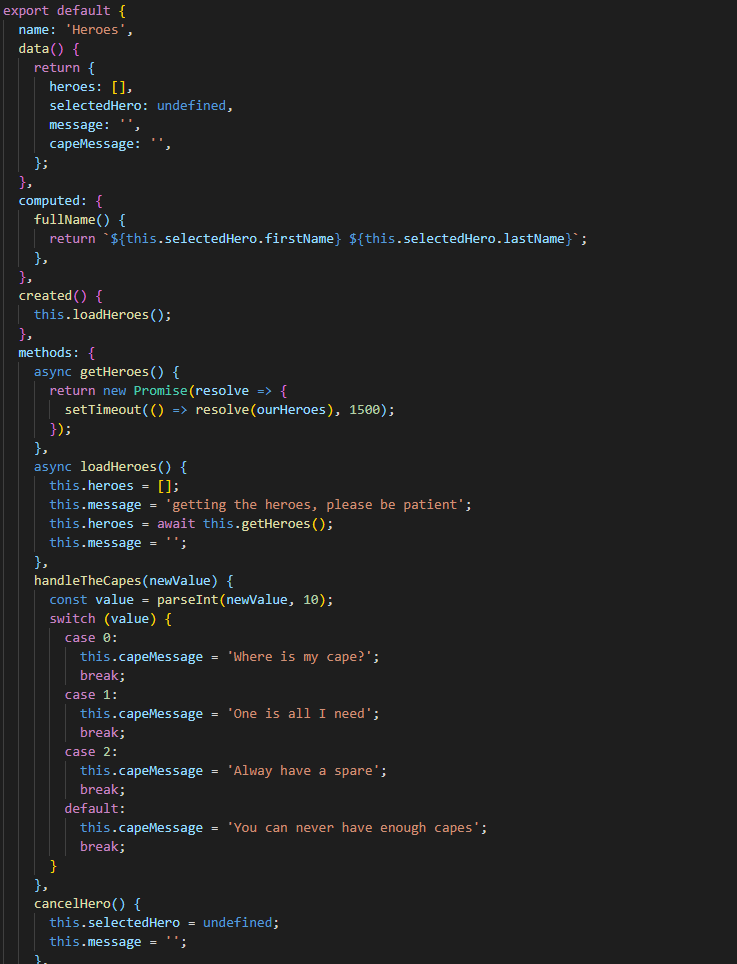 export default {
  name: 'Heroes',
  data() {
    return {
      heroes: [],
      selectedHero: undefined,
      message: '',
      capeMessage: '',
    };
  },
  computed: {
    fullName() {
      return `${this.selectedHero.firstName} ${this.selectedHero.lastName}`;
    },
  },
  created() {
    this.loadHeroes();
  },
  methods: {
    async getHeroes() {
      return new Promise(resolve => {
        setTimeout(() => resolve(ourHeroes), 1500);
      });
    },
    async loadHeroes() {
      this.heroes = [];
      this.message = 'getting the heroes, please be patient';
      this.heroes = await this.getHeroes();
      this.message = '';
    },
    handleTheCapes(newValue) {
      const value = parseInt(newValue, 10);
      switch (value) {
        case 0:
          this.capeMessage = 'Where is my cape?';
          break;
        case 1:
          this.capeMessage = 'One is all I need';
          break;
        case 2:
          this.capeMessage = 'Alway have a spare';
          break;
        default:
          this.capeMessage = 'You can never have enough capes';
          break;
      }
    },
    cancelHero() {
      this.selectedHero = undefined;
      this.message = '';
    },